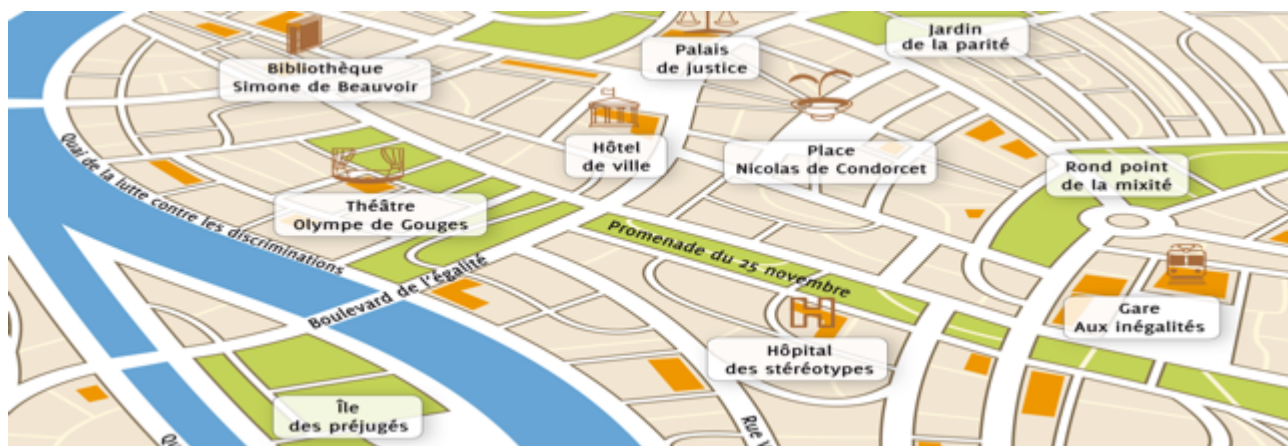 Jardin
de la parité
Palais
de justice
Bibliothèque
Simone de Beauvoir
Hôtel
de ville
Place
Nicolas de Condorcet
Rond point
de la mixité
Quai de la lutte contre les discriminations
Théâtre
Olympe de Gouges
Promenade du 25 novembre
Boulevard de l'égalité
Gare
Aux inégalités
H
Hôpital
des stéréotypes
Île
des préjugés
Rue